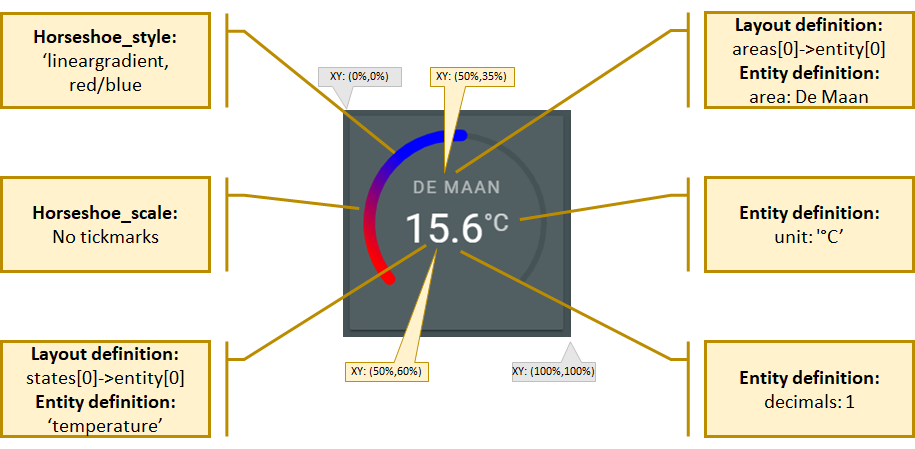 Horseshoe_style:
‘lineargradient,
red/blue
XY: (0%,0%)
XY: (50%,35%)
Layout definition:
areas[0]->entity[0]
Entity definition:
area: De Maan
DE MAAN
15.6°C
Horseshoe_scale:
No tickmarks
Entity definition:
unit: '°C’
Layout definition:
states[0]->entity[0]
Entity definition:
‘temperature’
XY: (50%,60%)
XY: (100%,100%)
Entity definition:
decimals: 1